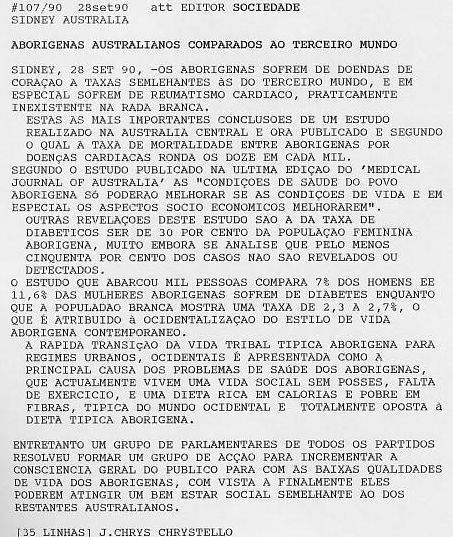 #107/90 28set90 att EDITOR SOCIEDADE
SIDNEY AUSTRALIA
ABORIGENAS AUSTRALIANOS COMPARADOS AO TERCEIRO MUNDO
SIDNEY, 28 SET 90, -OS ABORIGENAS SOFREM DE DOENDAS DE
CORAÇAO A TAXAS SEMLEHANTES àS DO TERCEIRO MUNDO, E EM
ESPECIAL SOFREM DE REUMATISMO CARDIACO, PRATICAMENTE
INEXISTENTE NA RADA BRANCA.
ESTAS AS MAIS IMPORTANTES CONCLUSOES DE UM ESTUDO
REALIZADO NA AUSTRALIA CENTRAL E ORA PUBLICADO E SEGUNDO
O QUAL A TAXA DE MORTALIDADE ENTRE ABORIGENAS POR
DOENÇAS CARDIACAS RONDA OS DOZE EM CADA MIL.
SEGUNDO O ESTUDO PUBLICADO NA ULTIMA EDIÇAO DO 'MEDICAL
JOURNAL OF AUSTRALIA' AS "CONDIÇOES DE SAUDE DO POVO
ABORIGENA Só PODERAO MELHORAR SE AS CONDIÇOES DE VIDA E EM
ESPECIAL OS ASPECTOS SOCIO ECONOMICOS MELHORAREM".
OUTRAS REVELAÇOES DESTE ESTUDO SAO A DA TAXA DE
DIABETICOS SER DE 30 POR CENTO DA POPULAÇAO FEMININA
ABORIGENA, MUITO EMBORA SE ANALISE QUE PELO MENOS
CINQUENTA POR CENTO DOS CASOS NAO SAO REVELADOS OU
DETECTADOS.
O ESTUDO QUE ABARCOU MIL PESSOAS COMPARA 7% DOS HOMENS EE
11,6% DAS MULHERES ABORIGENAS SOFREM DE DIABETES ENQUANTO
QUE A POPULADAO BRANCA MOSTRA UMA TAXA DE 2,3 A 2,7%, O
QUE É ATRIBUIDO à OCIDENTALIZAÇAO DO ESTILO DE VIDA
ABORIGENA CONTEMPORANEO.
A RAPIDA TRANSIÇAO DA VIDA TRIBAL TIPICA ABORIGENA PARA
REGIMES URBANOS, OCIDENTAIS É APRESENTADA COMO A
PRINCIPAL CAUSA DOS PROBLEMAS DE SAúDE DOS ABORIGENAS,
QUE ACTUALMENTE VIVEM UMA VIDA SOCIAL SEM POSSES, FALTA
DE EXERCICIO, E UMA DIETA RICA EM CALORIAS E POBRE EM
FIBRAS, TIPICA DO MUNDO OCIDENTAL E TOTALMENTE OPOSTA à
DIETA TIPICA ABORIGENA.
ENTRETANTO UM GRUPO DE PARLAMENTARES DE TODOS OS PARTIDOS
RESOLVEU FORMAR UM GRUPO DE ACÇAO PARA INCREMENTAR A
CONSCIENCIA GERAL DO PUBLICO PARA COM AS BAIXAS QUALIDADES
DE VIDA DOS ABORIGENAS, COM VISTA A FINALMENTE ELES
PODEREM ATINGIR UM BEM ESTAR SOCIAL SEMELHANTE AO DOS
RESTANTES AUSTRALIANOS.
[35 LINHAS] J.CHRYS CHRYSTELLO